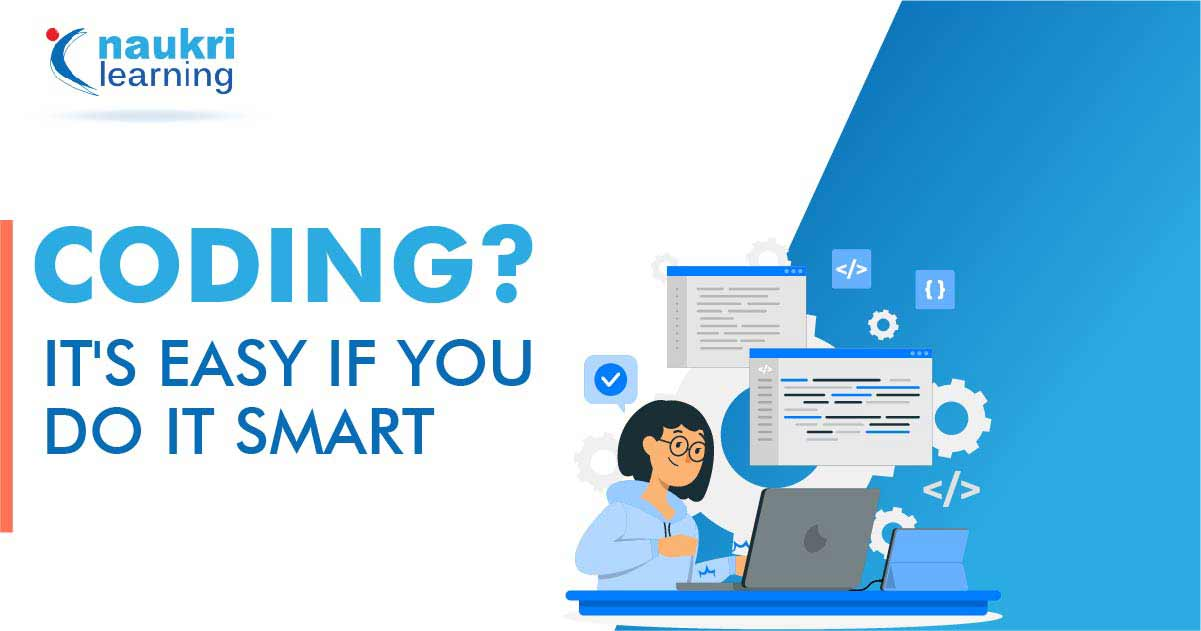 naukri
learning
CODING?
IT'S EASY IF YOU
DO IT SMART
</>
{ }
</>
</>